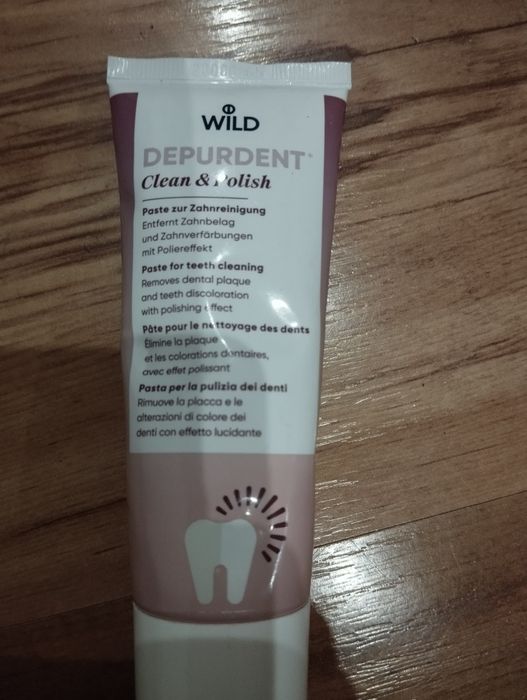 WILD
DEPURDENT®
Clean & Polish
Paste zur Zahnreinigung
Entfernt Zahnbelag
und Zahnverfärbungen
mit Poliereffekt
Paste for teeth cleaning
Removes dental plaque
and teeth discoloration
with polishing effect
Pâte pour le nettoyage des dents
Élimine la plaque
et les colorations dentaires,
avec effet polissant
Pasta per la pulizia dei denti
Rimuove la placca e le
alterazioni di colore dei
denti con effetto lucidante